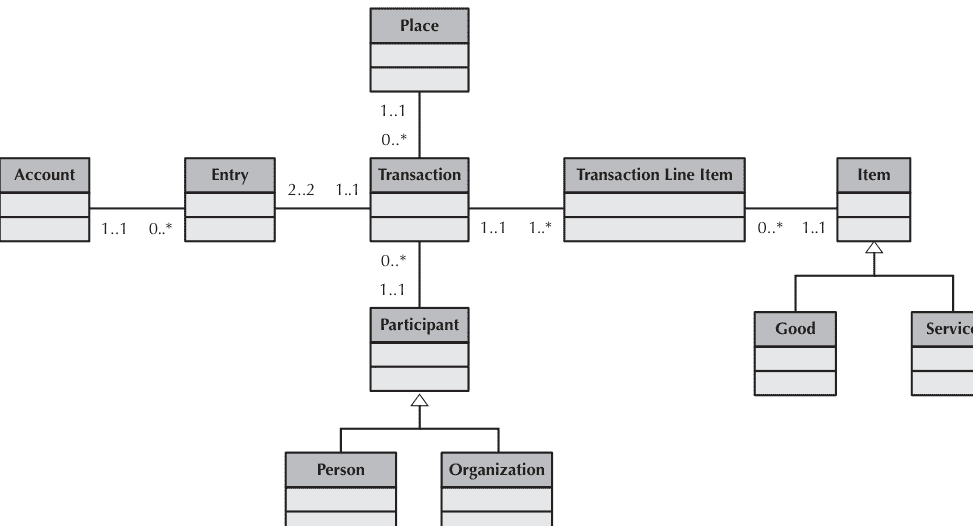 Place
1..1
0..*
Account
Entry
Transaction
Transaction Line Item
Item
2..2 1..1
1..1 0..*
1..1 1..*
0..* 1..1
0..*
1..1
Participant
Good
Servic
Person
Organization